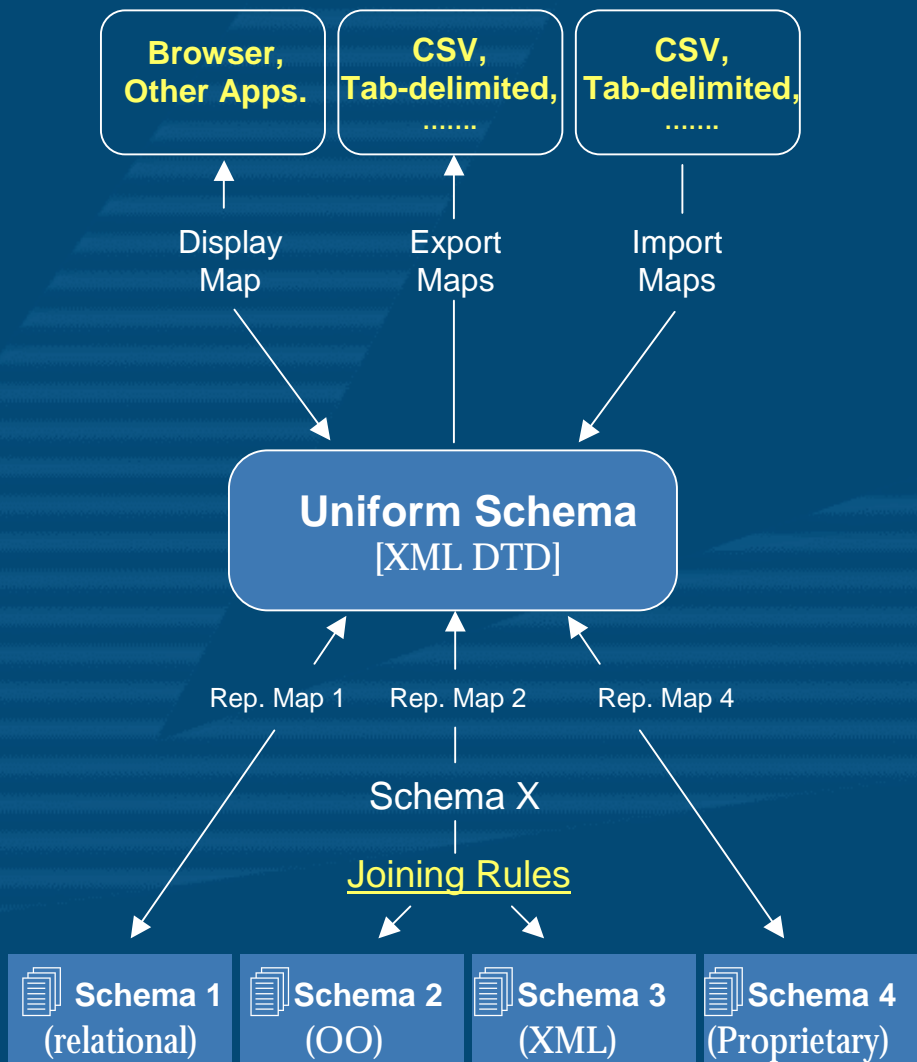 Browser,
Other Apps.
CSV,
Tab-delimited,
.......
CSV,
Tab-delimited,
.......
Display
Map
Export
Maps
Import
Maps
Uniform Schema
[XML DTD]
Rep. Map 1
Rep. Map 2
Rep. Map 4
Schema X
Joining Rules
Schema 1
(relational)
Schema 2
(OO)
Schema 3
(XML)
Schema 4
(Proprietary)